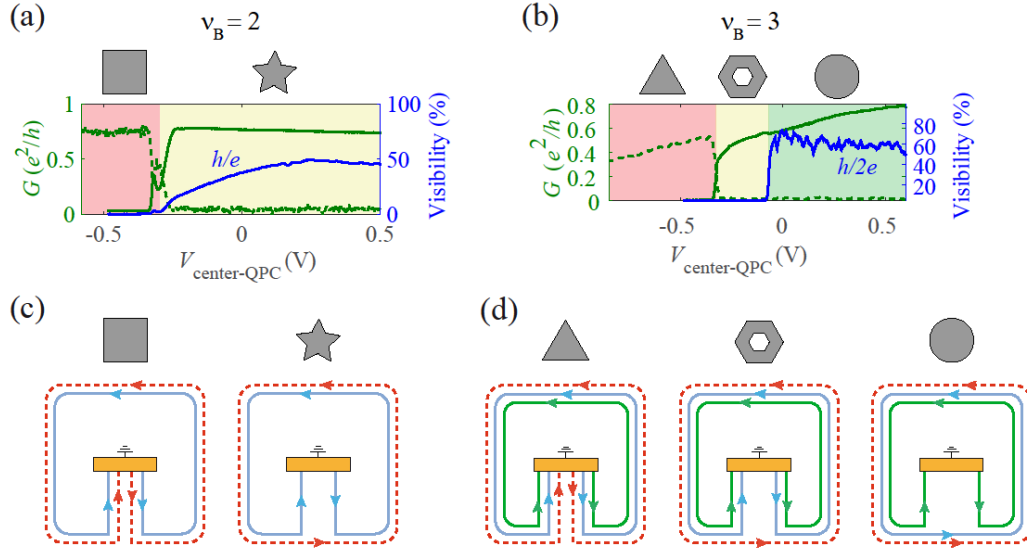 (a)
ν_B = 2
(b)
ν_B = 3
1
0.5
0
G (e²/h)
h/e
100
50
0
Visibility (%)
-0.5
0
0.5
V_center-QPC (V)
0.8
0.6
0.4
0.2
0
G (e²/h)
h/2e
80
60
40
20
Visibility (%)
-0.5
0
0.5
V_center-QPC (V)
(c)
(d)